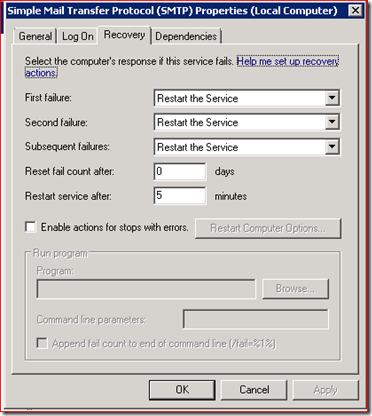 Simple Mail Transfer Protocol (SMTP) Properties (Local Computer)
General Log On Recovery Dependencies
Select the computer's response if this service fails. Help me set up recovery
actions.
First failure: Restart the Service
Second failure: Restart the Service
Subsequent failures: Restart the Service
Reset fail count after: 0 days
Restart service after: 5 minutes
Enable actions for stops with errors. Restart Computer Options...
Run program
Program:
Browse...
Command line parameters:
Append fail count to end of command line (/fail=%1%)
OK Cancel Apply